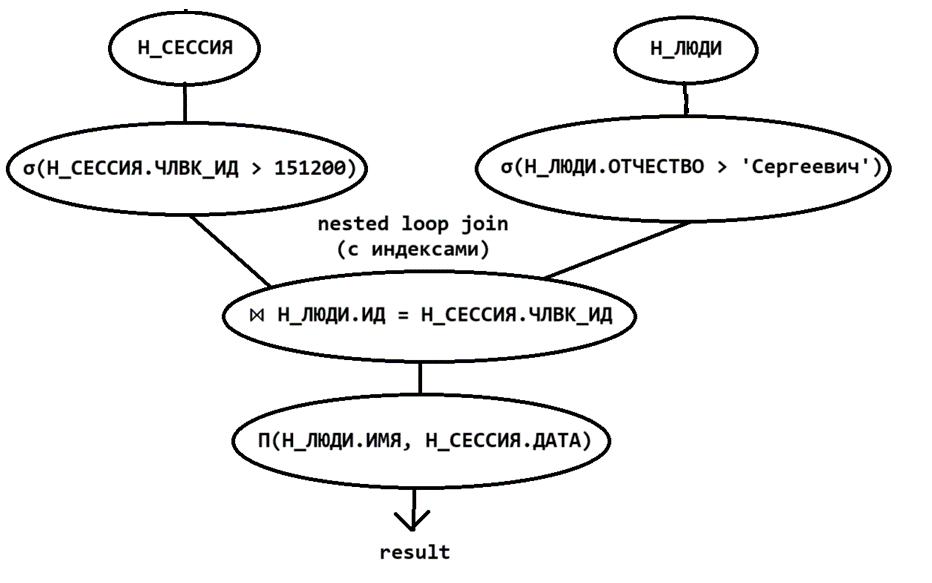 Н_СЕССИЯ
Н_ЛЮДИ
σ(Н_СЕССИЯ.ЧЛВК_ИД > 151200)
σ(Н_ЛЮДИ.ОТЧЕСТВО > 'Сергеевич')
nested loop join
(с индексами)
⋈ Н_ЛЮДИ.ИД = Н_СЕССИЯ.ЧЛВК_ИД
П(Н_ЛЮДИ.ИМЯ, Н_СЕССИЯ.ДАТА)
result